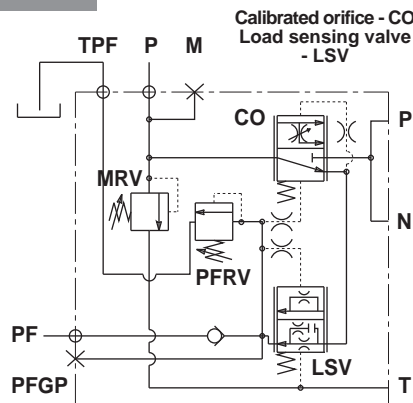 Calibrated orifice - CO
Load sensing valve
- LSV
TPF P M
CO
P
MRV
N
PFRV
PF
LSV
PFGP
T